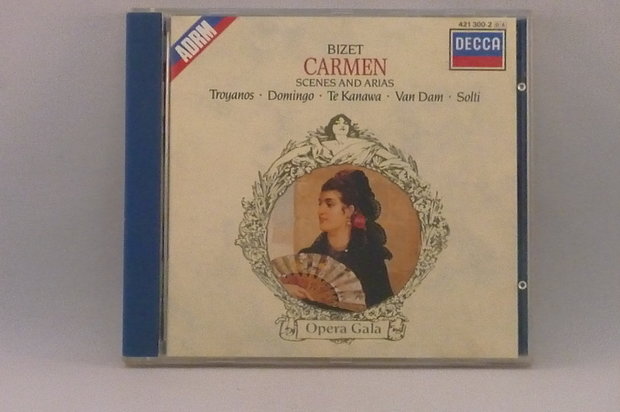 ADRM
421 300-2
DECCA
BIZET
CARMEN
SCENES AND ARIAS
Troyanos · Domingo · Te Kanawa · Van Dam · Solti
Opera Gala